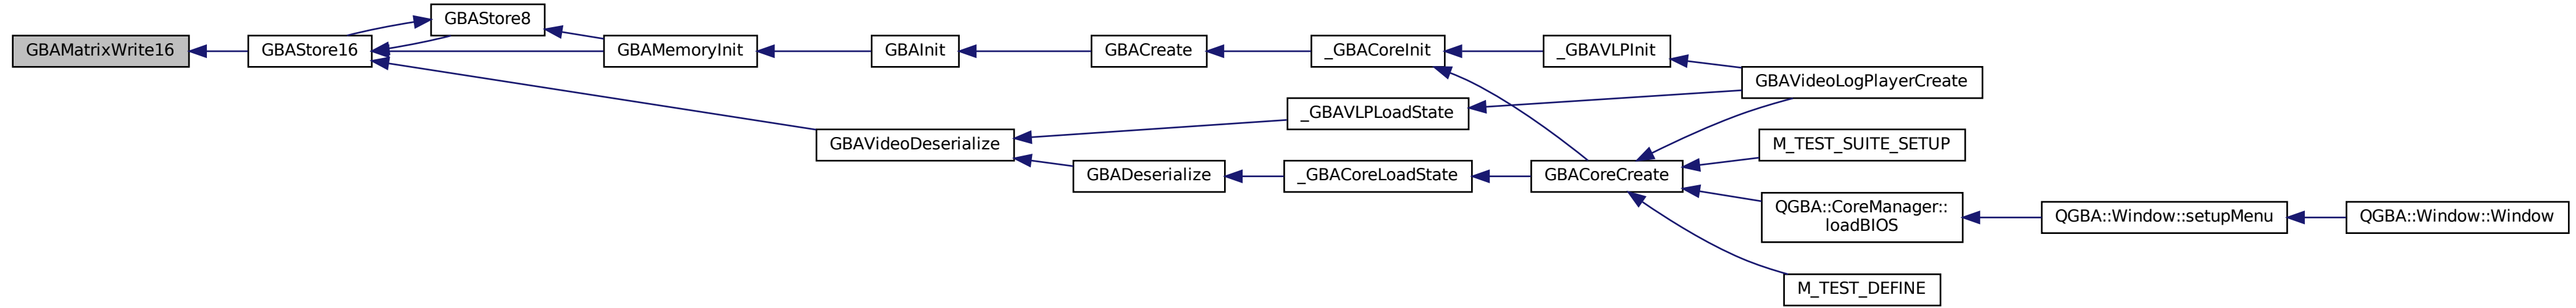 GBAMatrixWrite16
GBAStore16
GBAStore8
GBAMemoryInit
GBAInit
GBACreate
_GBACoreInit
_GBAVLPInit
GBAVideoLogPlayerCreate
GBAVideoDeserialize
_GBAVLPLoadState
GBADeserialize
_GBACoreLoadState
GBACoreCreate
M_TEST_SUITE_SETUP
QGBA::CoreManager::
loadBIOS
QGBA::Window::setupMenu
QGBA::Window::Window
M_TEST_DEFINE